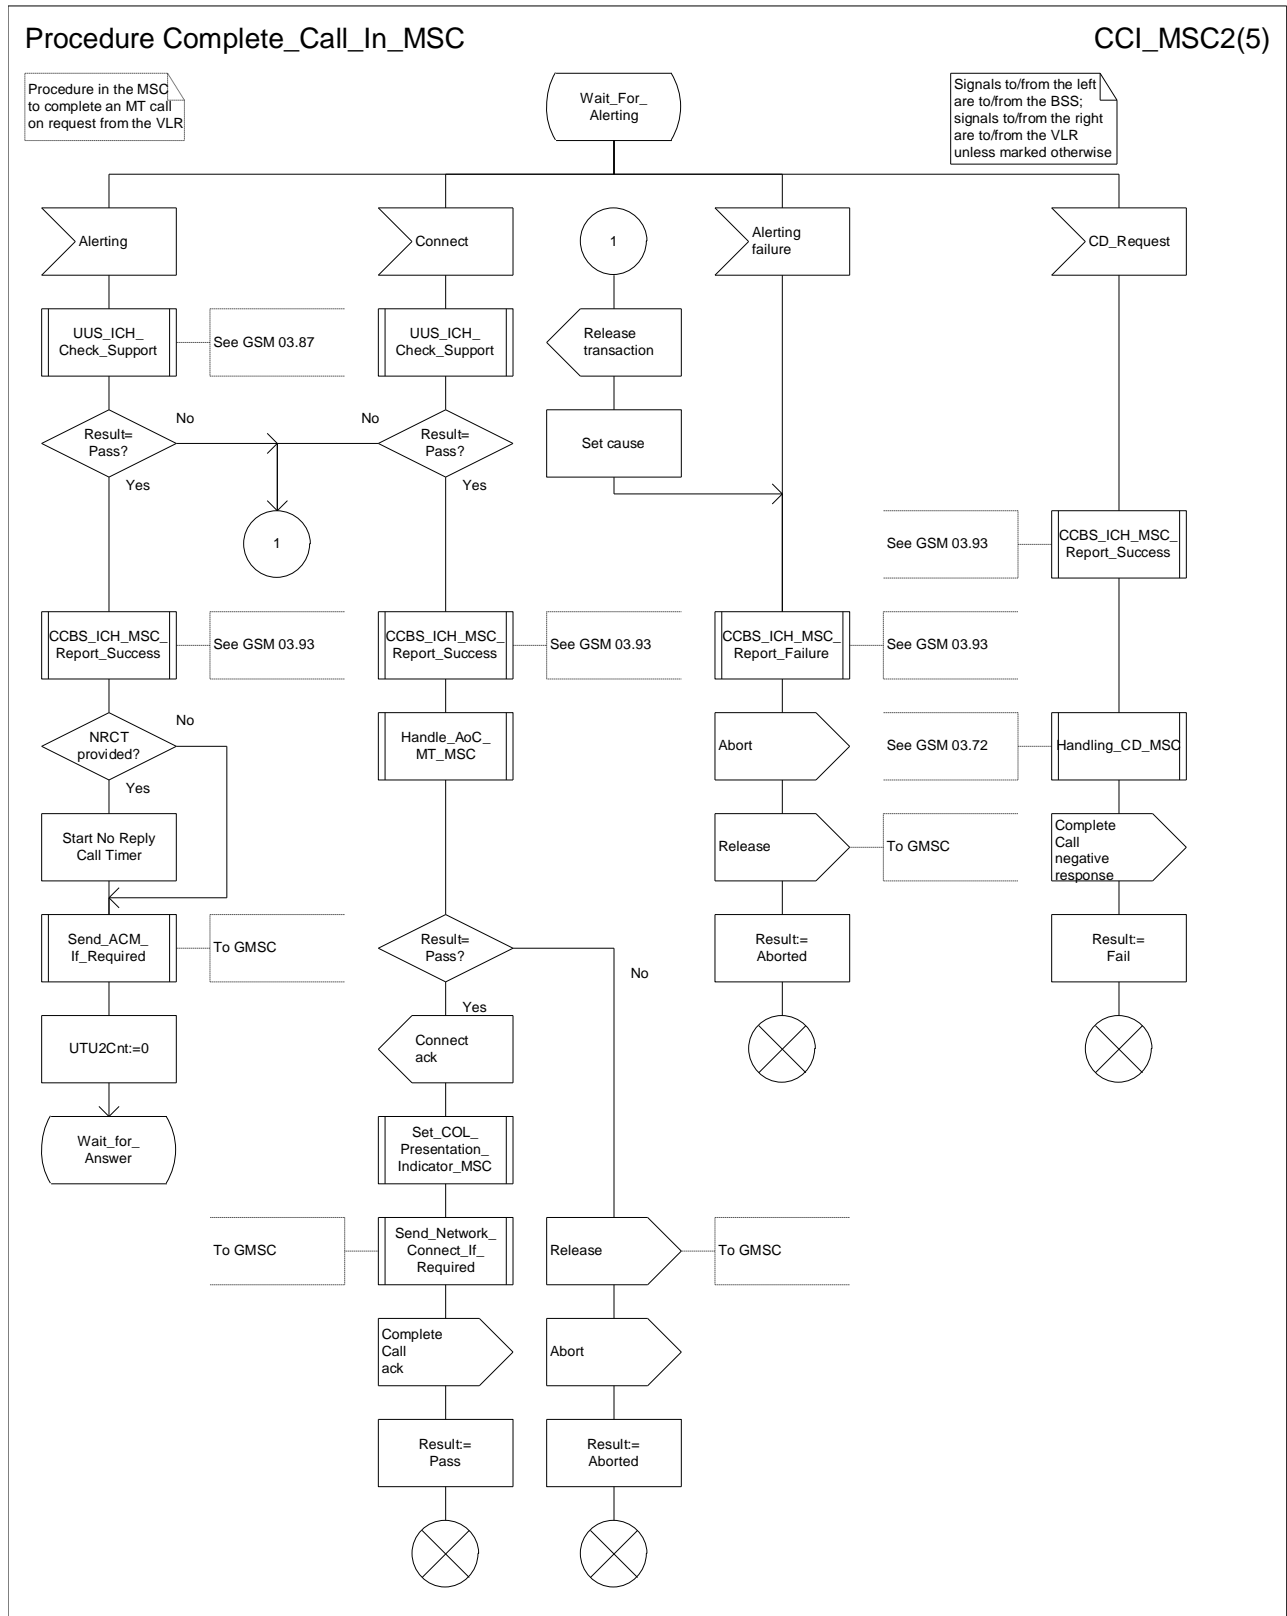 Procedure Complete_Call_In_MSC
CCI_MSC2(5)
Procedure in the MSC
to complete an MT call
on request from the VLR
Wait_For_
Alerting
Signals to/from the left
are to/from the BSS;
signals to/from the right
are to/from the VLR
unless marked otherwise
Alerting
Connect
1
Alerting
failure
CD_Request
UUS_ICH_
Check_Support
See GSM 03.87
UUS_ICH_
Check_Support
Release
transaction
Result=
Pass?
No
Yes
No
Result=
Pass?
Yes
Set cause
1
See GSM 03.93
CCBS_ICH_MSC_
Report_Success
CCBS_ICH_MSC_
Report_Success
See GSM 03.93
CCBS_ICH_MSC_
Report_Success
See GSM 03.93
CCBS_ICH_MSC_
Report_Failure
See GSM 03.93
NRCT
provided?
No
Yes
Handle_AoC_
MT_MSC
Abort
See GSM 03.72
Handling_CD_MSC
Start No Reply
Call Timer
Release
To GMSC
Complete
Call
negative
response
Send_ACM_
If_Required
To GMSC
Result=
Pass?
No
Yes
Result:=
Aborted
Result:=
Fail
UTU2Cnt:=0
Connect
ack
Wait_for_
Answer
Set_COL_
Presentation_
Indicator_MSC
To GMSC
Send_Network_
Connect_If_
Required
Release
To GMSC
Complete
Call
ack
Abort
Result:=
Pass
Result:=
Aborted